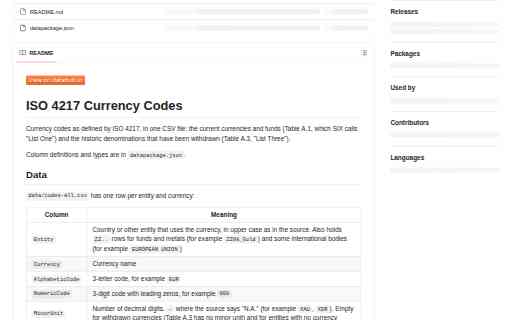 README.md
datapackage.json
README
ISO 4217 Currency Codes
Currency codes as defined by ISO 4217, in one CSV file: the current currencies and funds (Table A.1, which SIX calls
"List One") and the historic denominations that have been withdrawn (Table A.3, "List Three").
Column definitions and types are in datapackage.json.
Data
data/codes-all.csv has one row per entity and currency:
Column Meaning
Entity Country or other entity that uses the currency, in upper case as in the source. Also holds
ZZ.. rows for funds and metals (for example ZZ08_Gold) and some international bodies
(for example EUROPEAN UNION)
Currency Currency name
AlphabeticCode 3-letter code, for example EUR
NumericCode 3-digit code with leading zeros, for example
MinorUnit Number of decimal digits. - where the source says "N.A." (for example XAU, XDR). Empty
for withdrawn currencies (Table A.3 has no minor unit) and for entities with no currency
Releases
Packages
Used by
Contributors
Languages